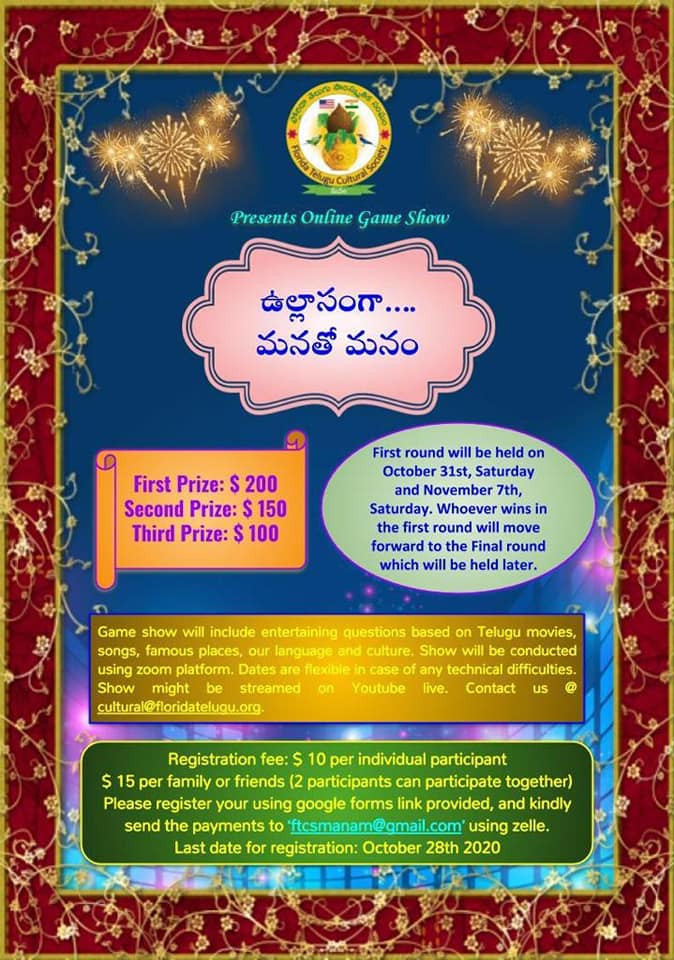 ఫ్లోరిడా తెలుగు సాంస్కృతిక సంఘం
Florida Telugu Cultural Society
Presents Online Game Show
ఉల్లాసంగా....
మనతో మనం
First Prize: $ 200
Second Prize: $ 150
Third Prize: $ 100
First round will be held on
October 31st, Saturday
and November 7th,
Saturday. Whoever wins in
the first round will move
forward to the Final round
which will be held later.
Game show will include entertaining questions based on Telugu movies,
songs, famous places, our language and culture. Show will be conducted
using zoom platform. Dates are flexible in case of any technical difficulties.
Show might be streamed on Youtube live. Contact us @
cultural@floridatelugu.org.
Registration fee: $ 10 per individual participant
$ 15 per family or friends (2 participants can participate together)
Please register your using google forms link provided, and kindly
send the payments to 'ftcsmanam@gmail.com' using zelle.
Last date for registration: October 28th 2020